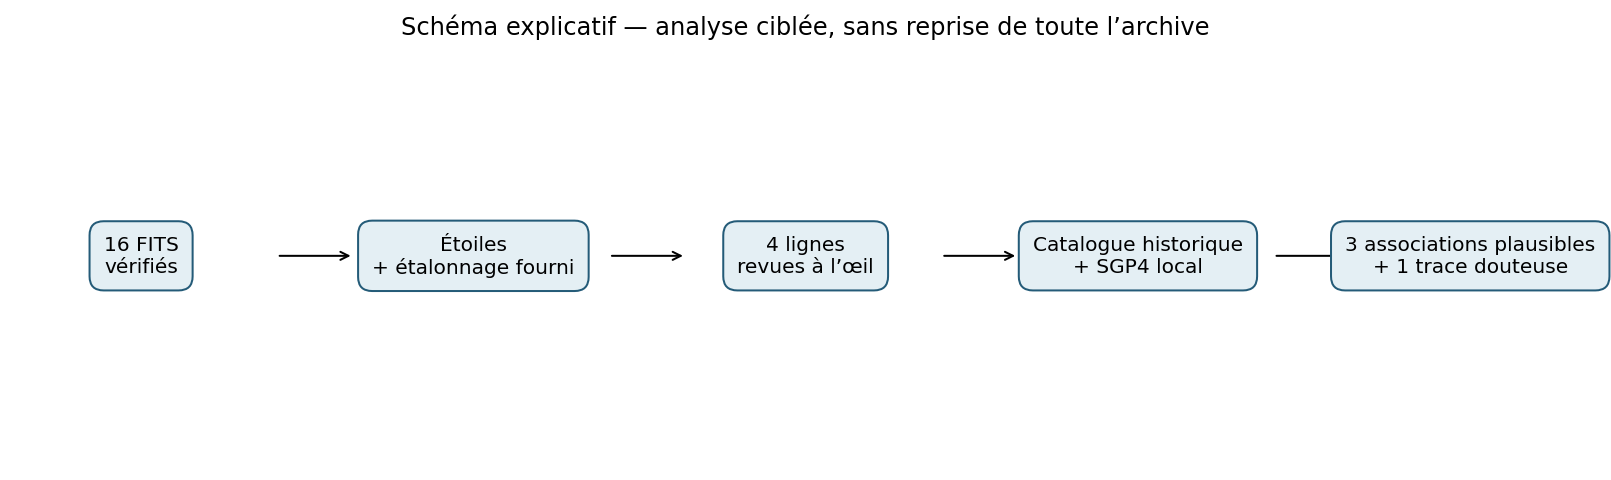 Schéma explicatif — analyse ciblée, sans reprise de toute l’archive
16 FITS
vérifiés
Étoiles
+ étalonnage fourni
4 lignes
revues à l’œil
Catalogue historique
+ SGP4 local
3 associations plausibles
+ 1 trace douteuse